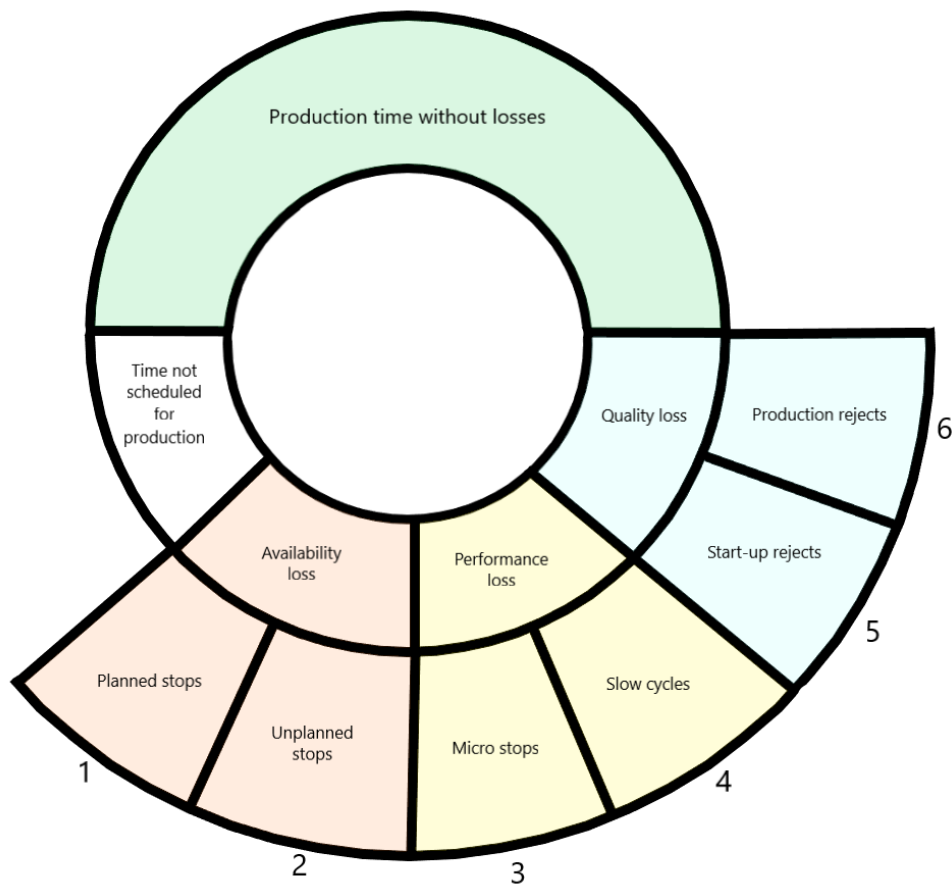 Production time without losses
Time not
scheduled
for
production
Quality loss
Production rejects
6
Availability
loss
Performance
loss
Start-up rejects
5
Planned stops
Unplanned
stops
Micro stops
Slow cycles
1
2
3
4